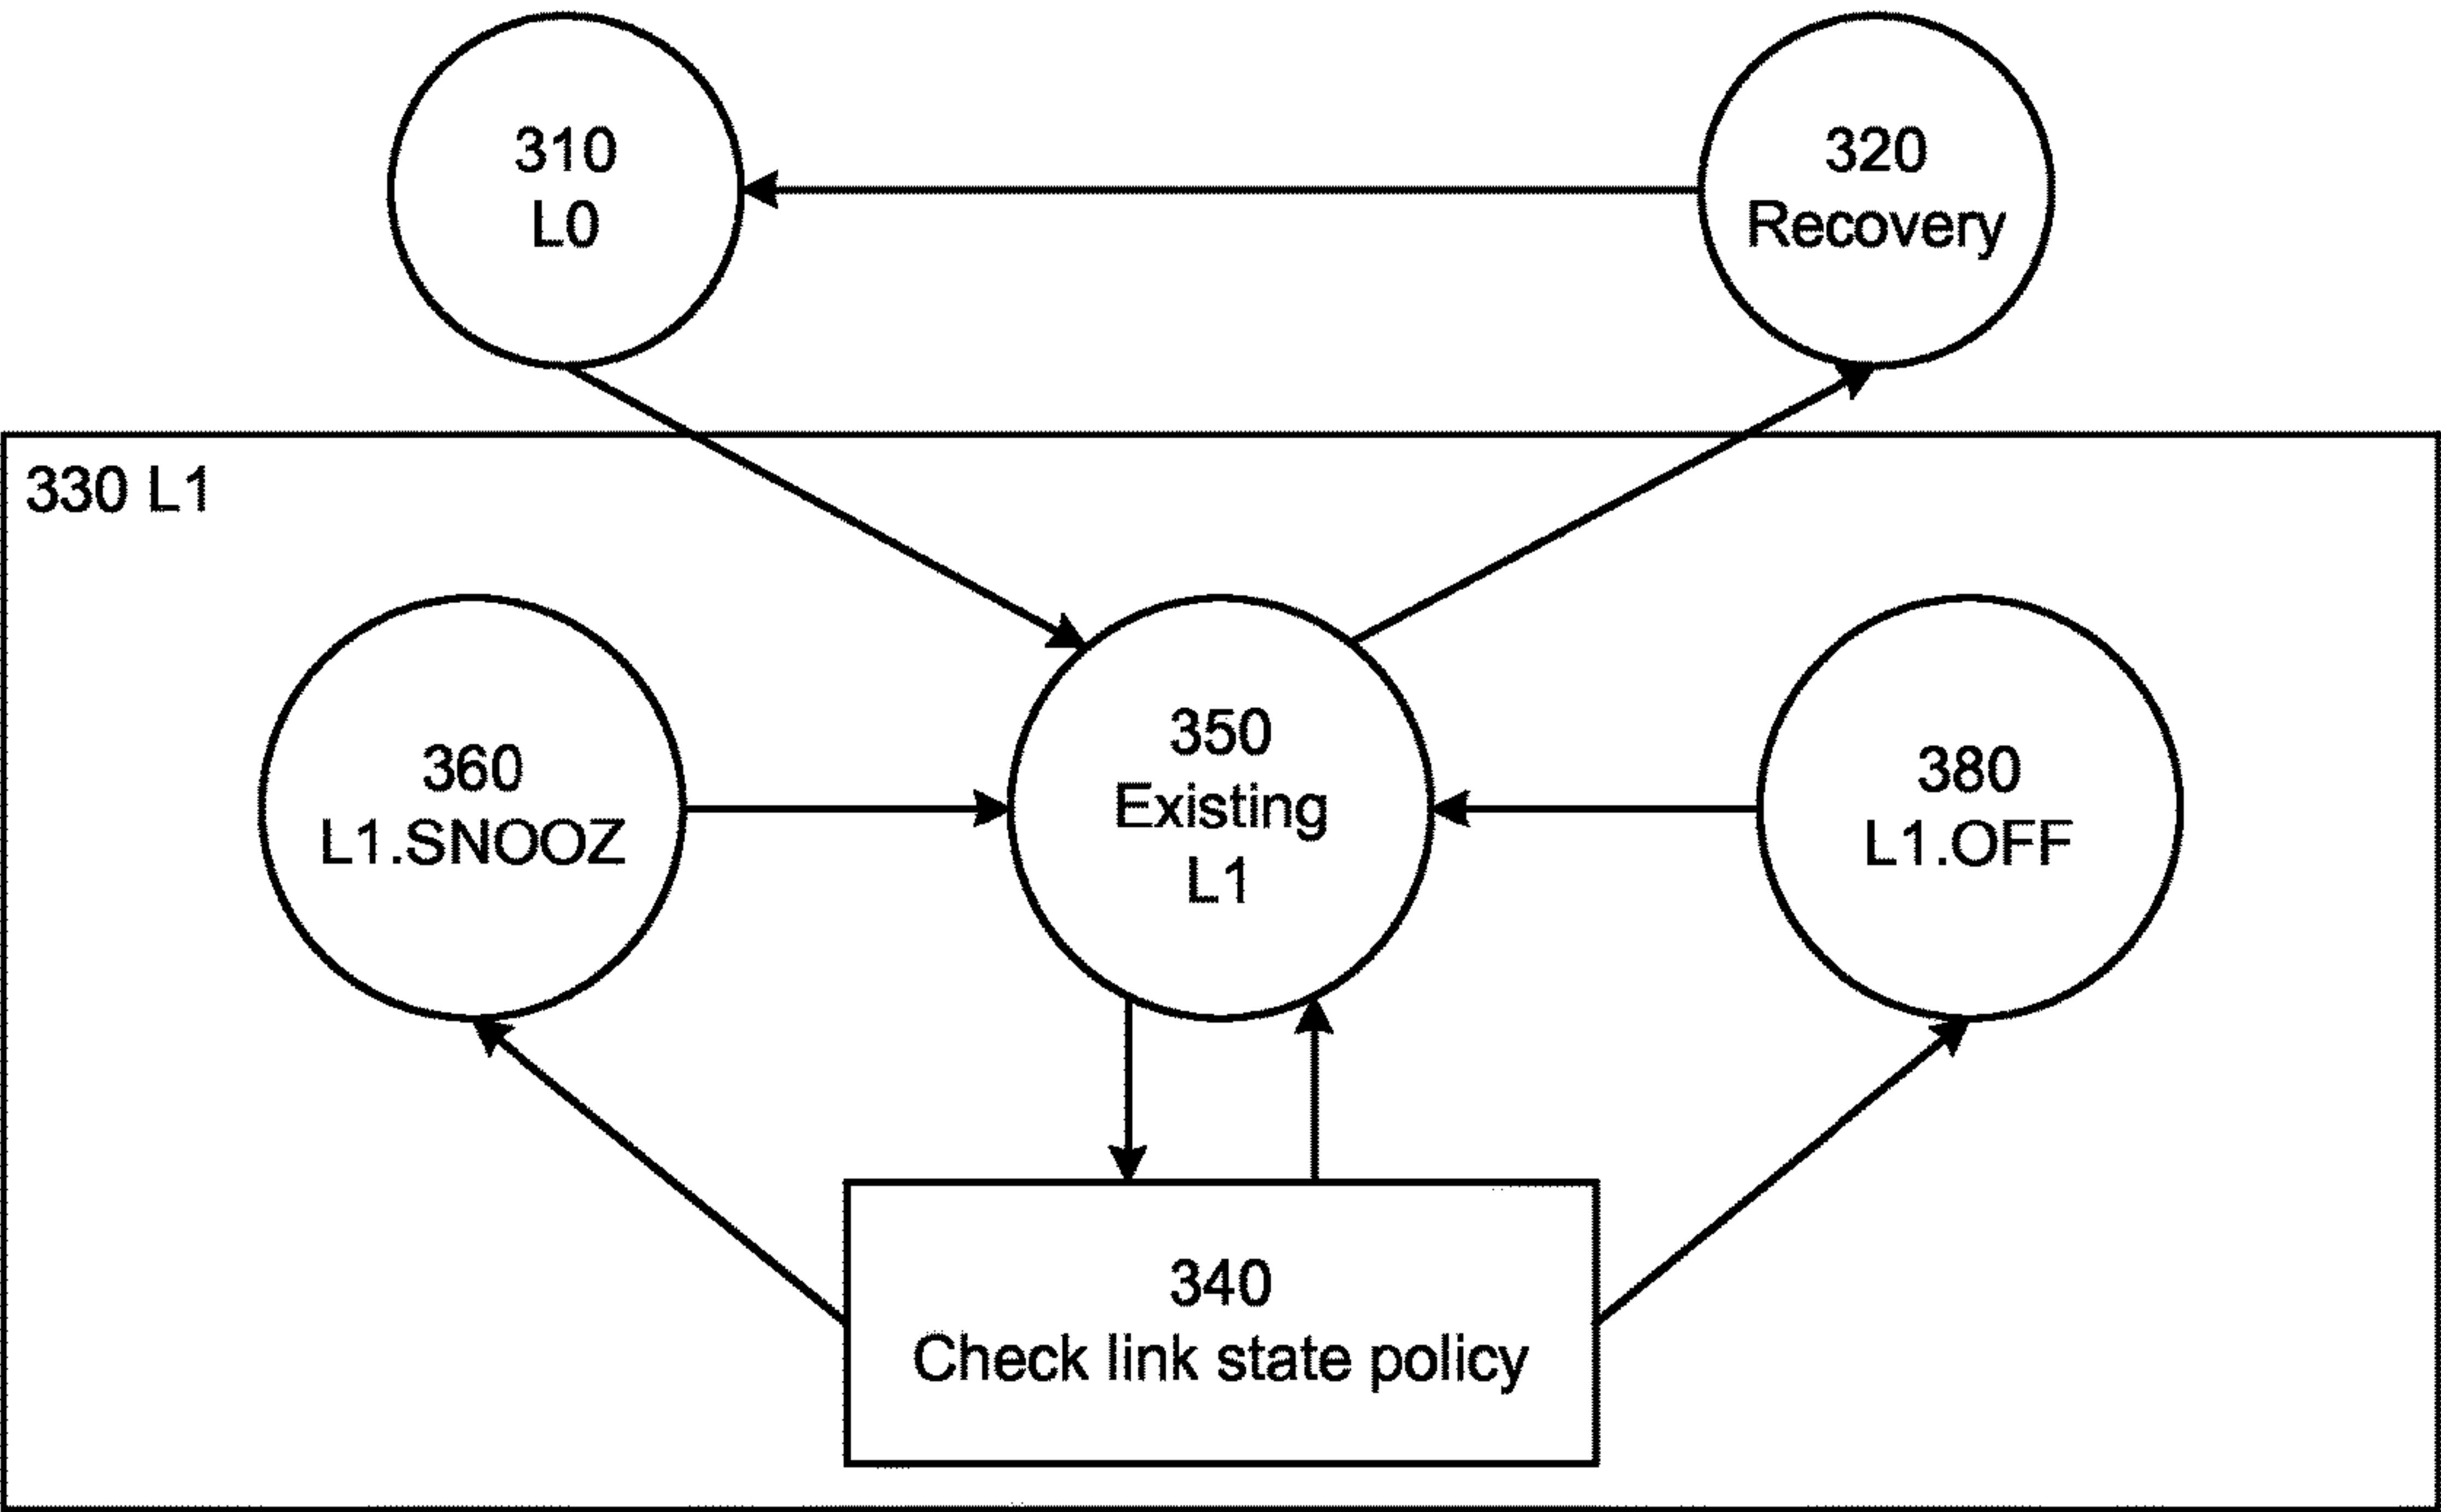 310
L0
320
Recovery
330 L1
360
L1.SNOOZ
350
Existing
L1
380
L1.OFF
340
Check link state policy